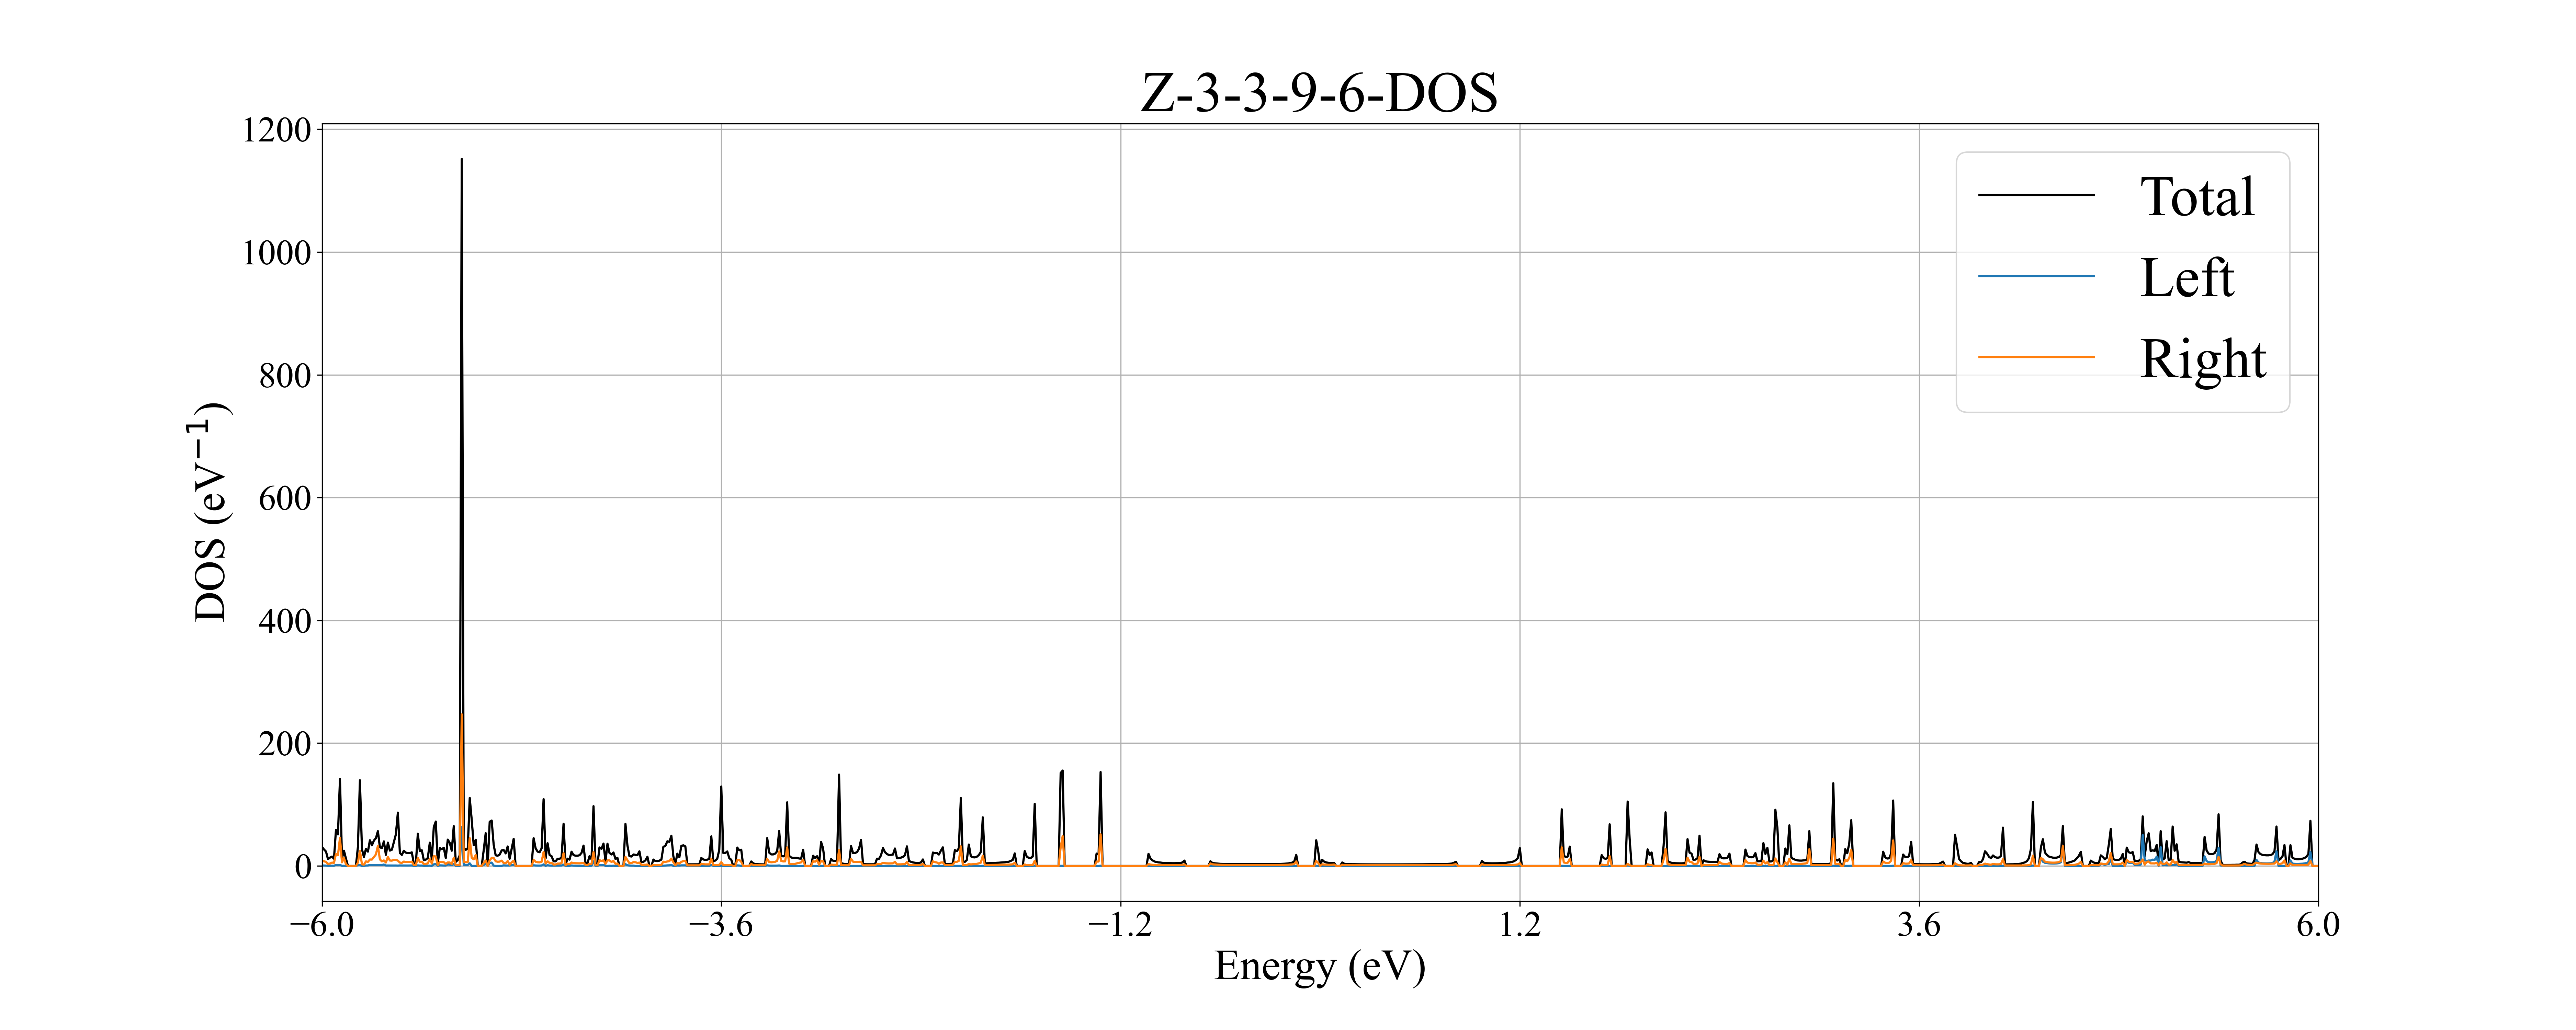 Z-3-3-9-6-DOS
1200
1000
800
600
400
200
0
DOS (eV⁻¹)
Total
Left
Right
−6.0 −3.6 −1.2 1.2 3.6 6.0
Energy (eV)